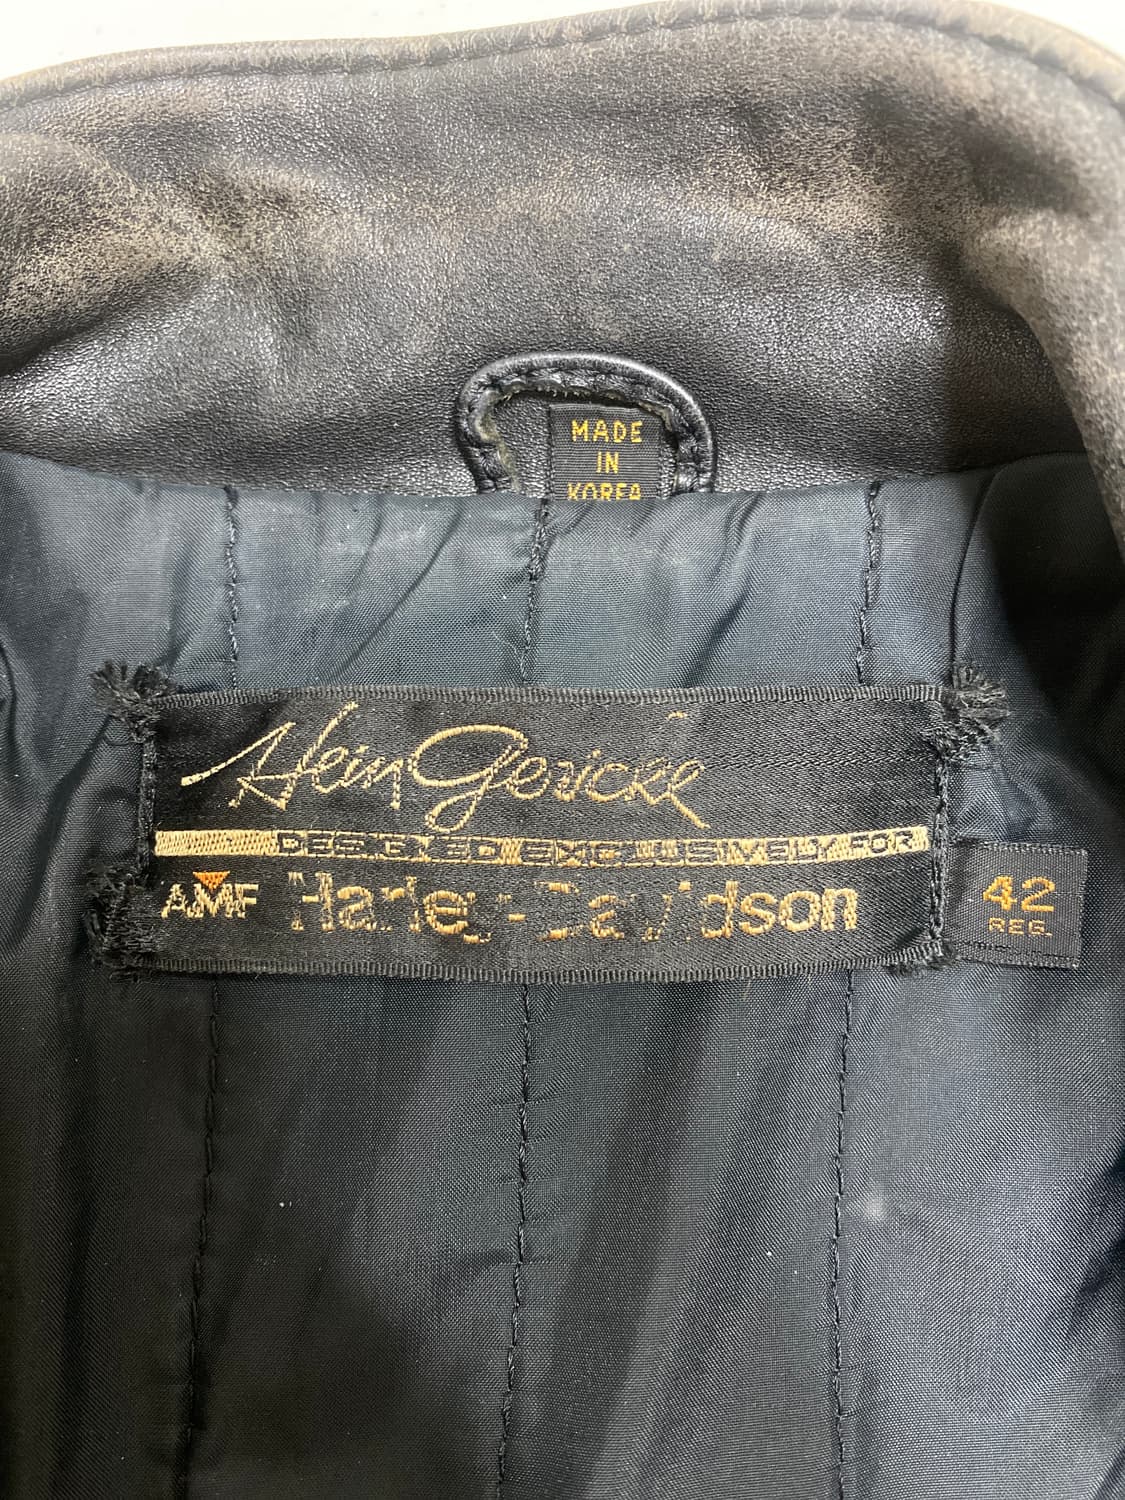 MADE
IN
KOREA
Hein Gericke
DESIGNED EXCLUSIVELY FOR
AMF Harley-Davidson
42
REG.